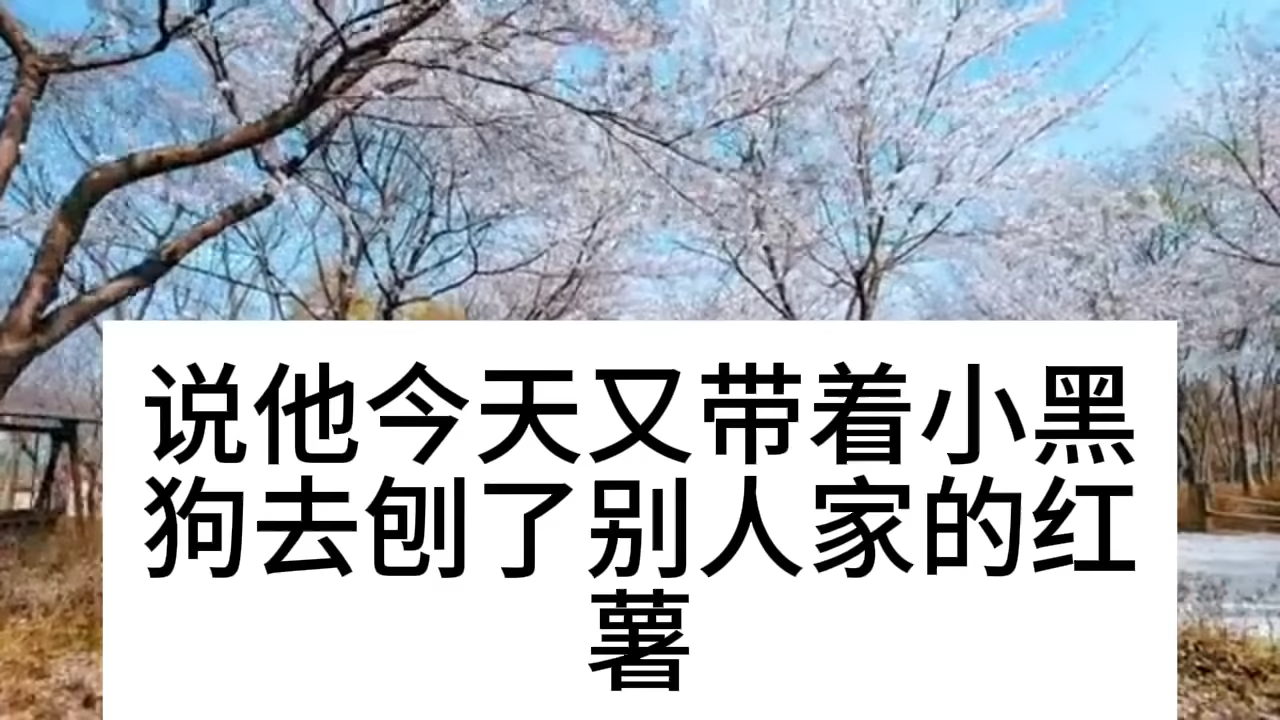 说他今天又带着小黑
狗去刨了别人家的红
薯